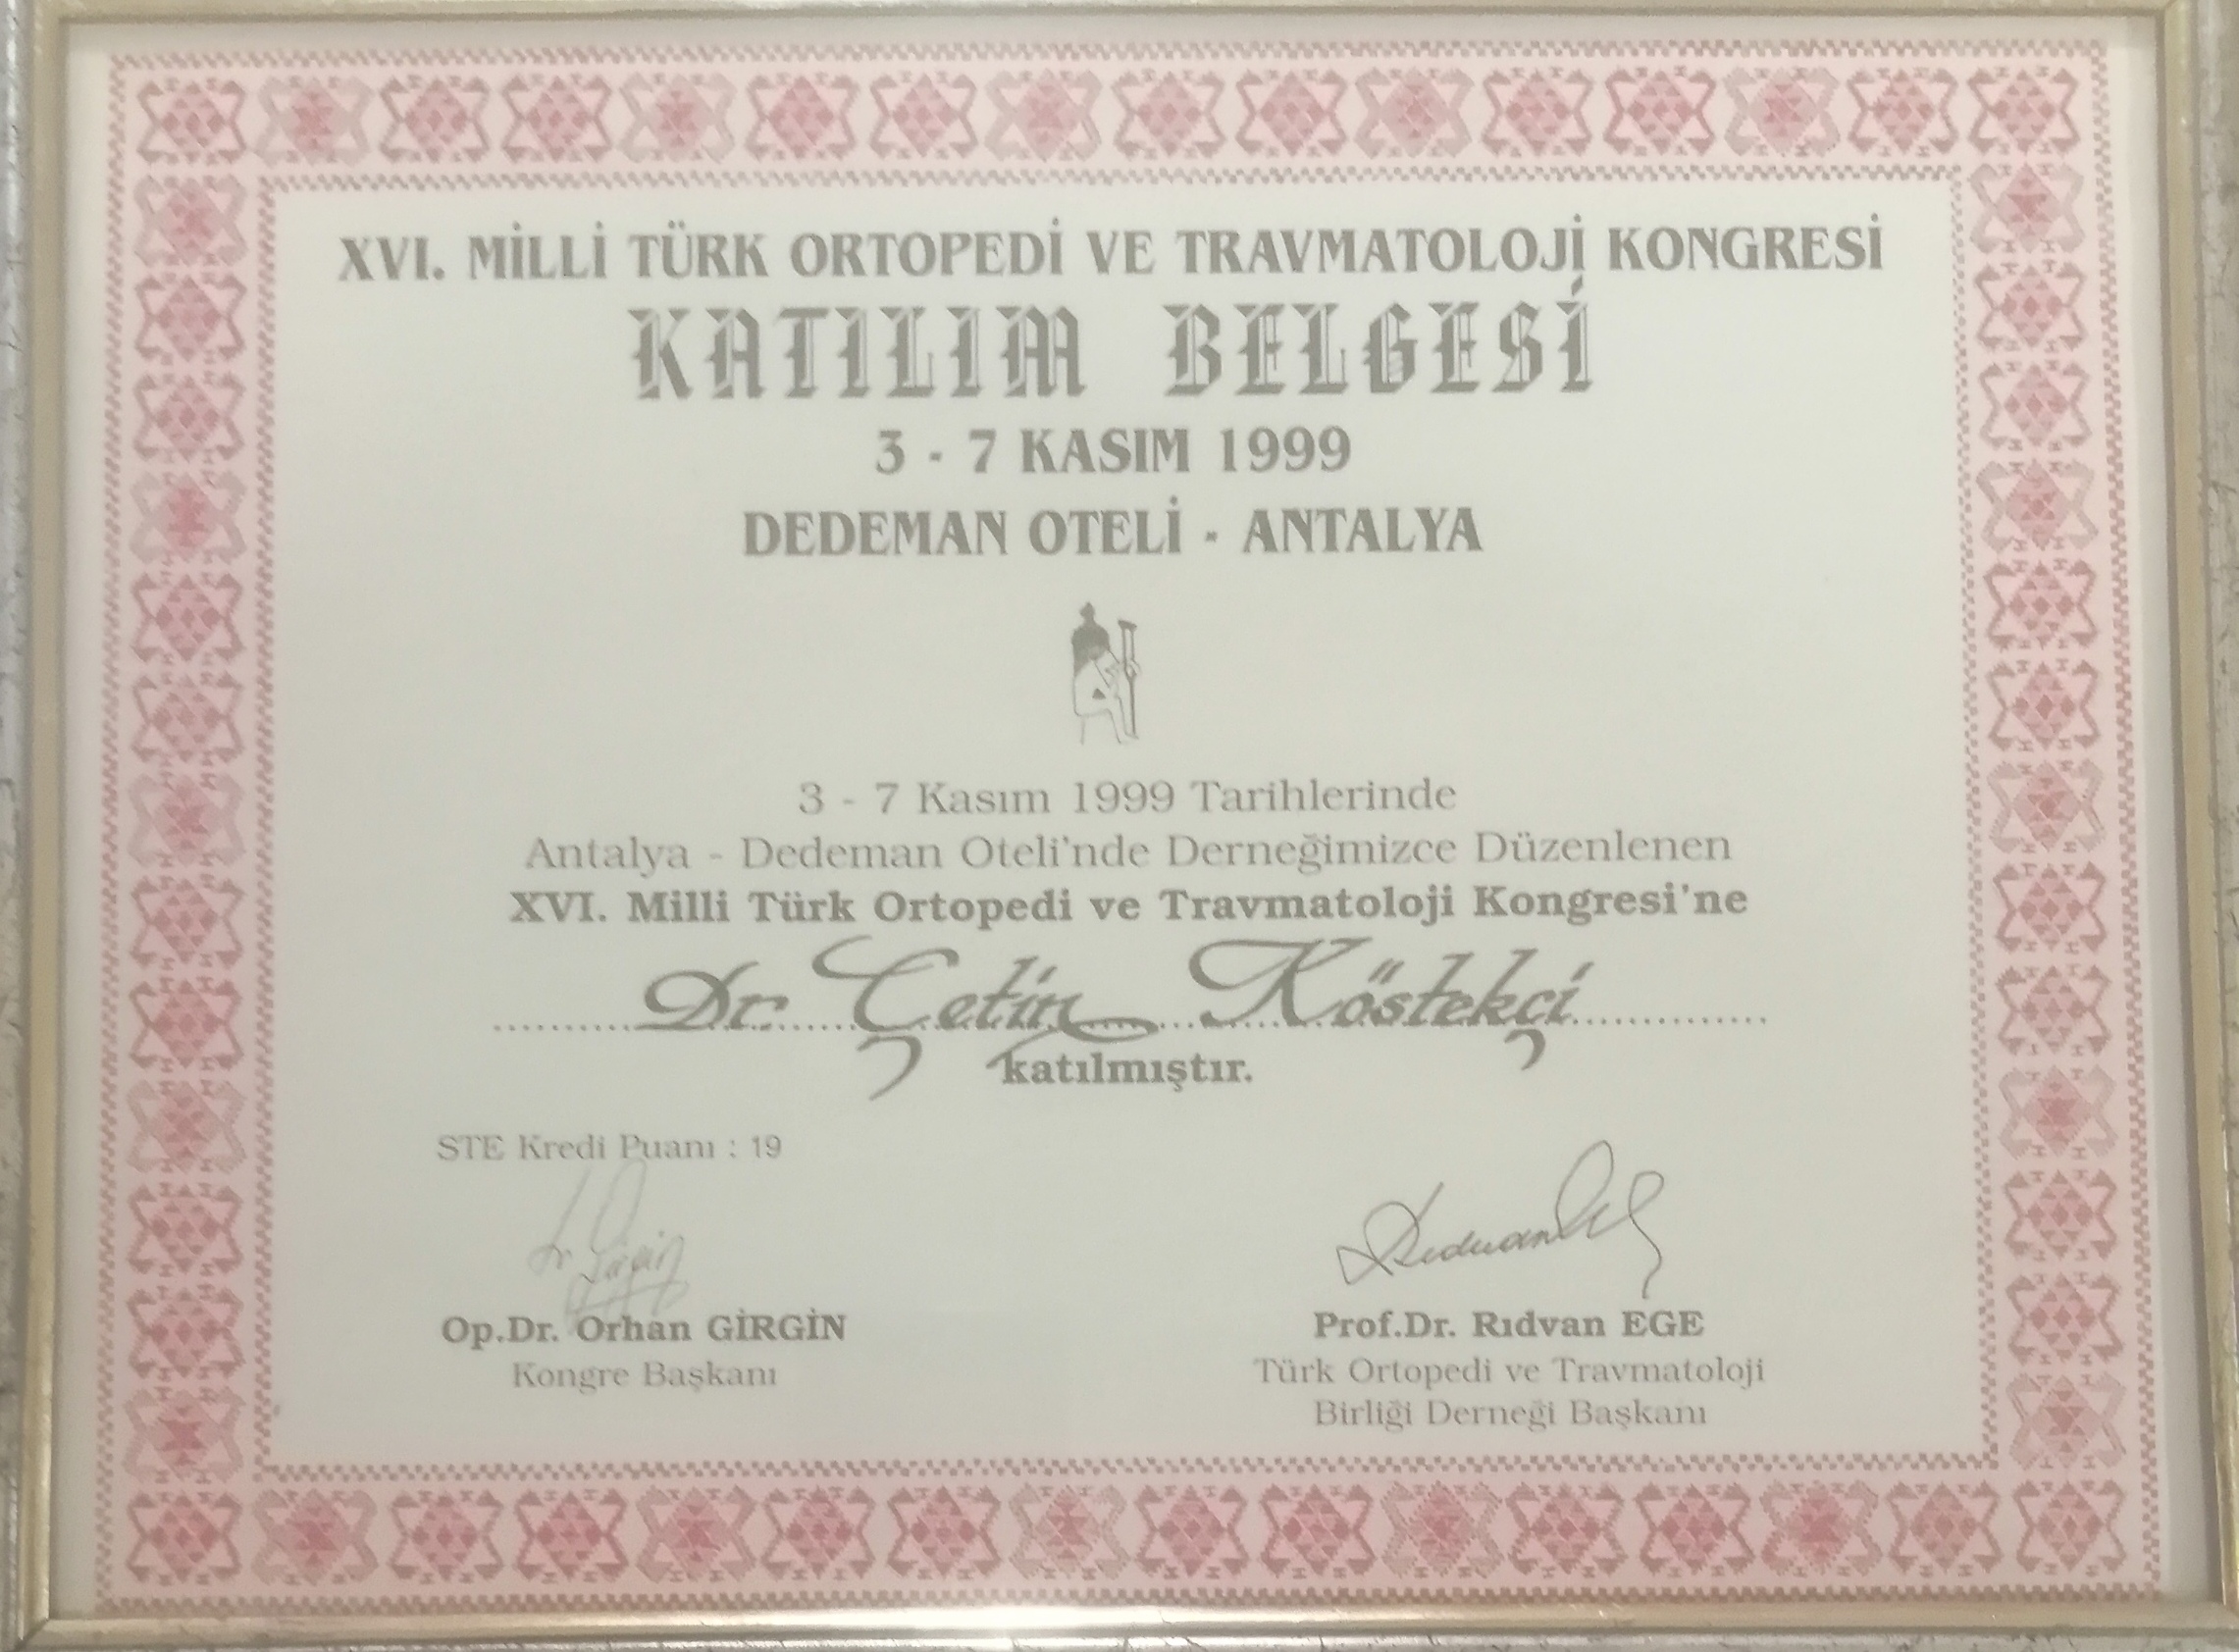 XVI. MİLLİ TÜRK ORTOPEDİ VE TRAVMATOLOJİ KONGRESİ
KATILIM BELGESİ
3 - 7 KASIM 1999
DEDEMAN OTELİ - ANTALYA
3 - 7 Kasım 1999 Tarihlerinde
Antalya - Dedeman Oteli'nde Derneğimizce Düzenlenen
XVI. Milli Türk Ortopedi ve Travmatoloji Kongresi'ne
Dr. Çetin Köstekçi
katılmıştır.
STE Kredi Puanı : 19
Op.Dr. Orhan GİRGİN
Kongre Başkanı
Prof.Dr. Rıdvan EGE
Türk Ortopedi ve Travmatoloji
Birliği Derneği Başkanı